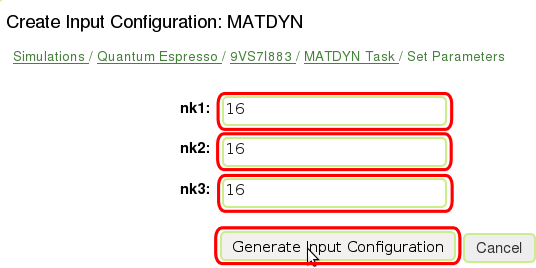 Create Input Configuration: MATDYN
Simulations / Quantum Espresso / 9VS7I883 / MATDYN Task / Set Parameters
nk1: 16
nk2: 16
nk3: 16
Generate Input Configuration Cancel